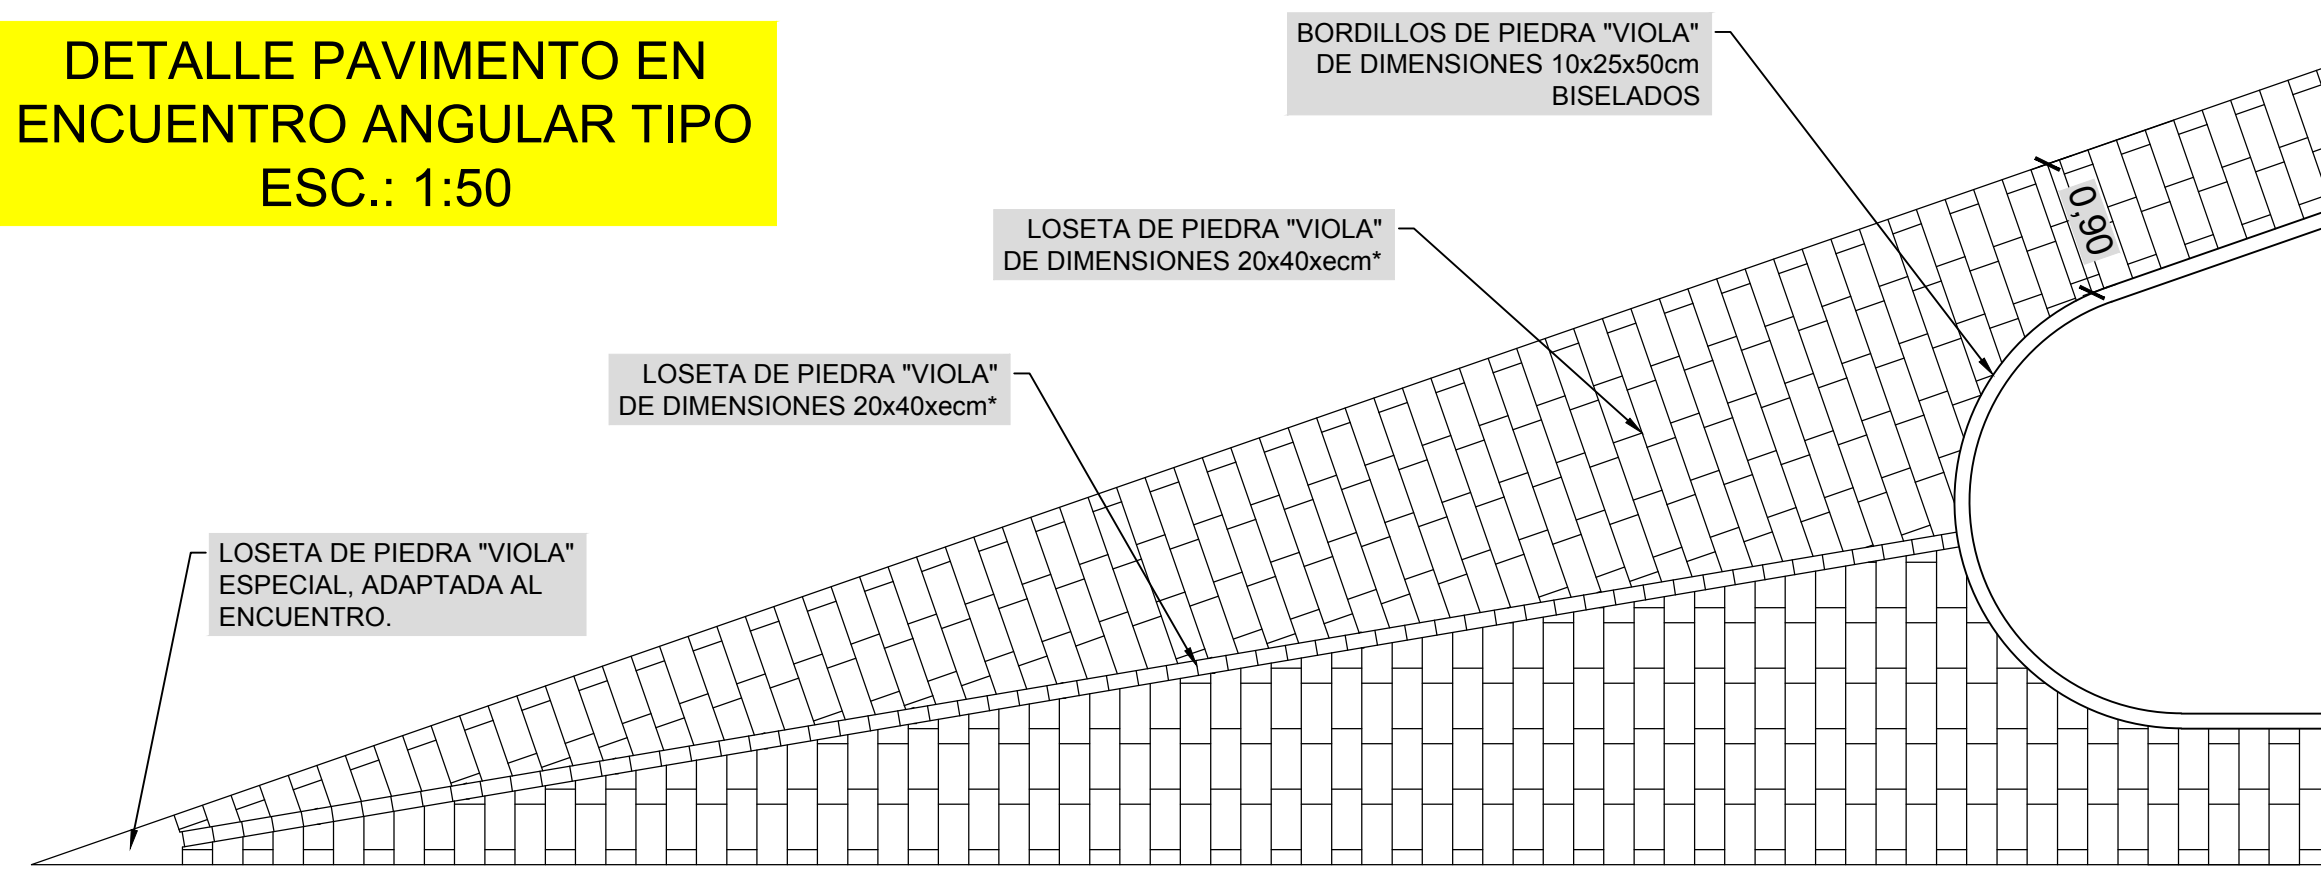 DETALLE PAVIMENTO EN
ENCUENTRO ANGULAR TIPO
ESC.: 1:50
BORDILLOS DE PIEDRA "VIOLA"
DE DIMENSIONES 10x25x50cm
BISELADOS
0,90
LOSETA DE PIEDRA "VIOLA"
DE DIMENSIONES 20x40xecm*
LOSETA DE PIEDRA "VIOLA"
DE DIMENSIONES 20x40xecm*
LOSETA DE PIEDRA "VIOLA"
ESPECIAL, ADAPTADA AL
ENCUENTRO.